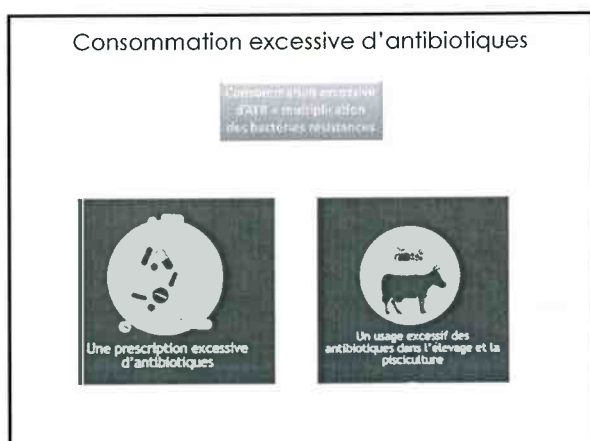 Consommation excessive d'antibiotiques
Consommation excessive
d'ATB = multiplication
des bactéries résistances
Une prescription excessive
d'antibiotiques
Un usage excessif des
antibiotiques dans l'élevage et la
pisciculture